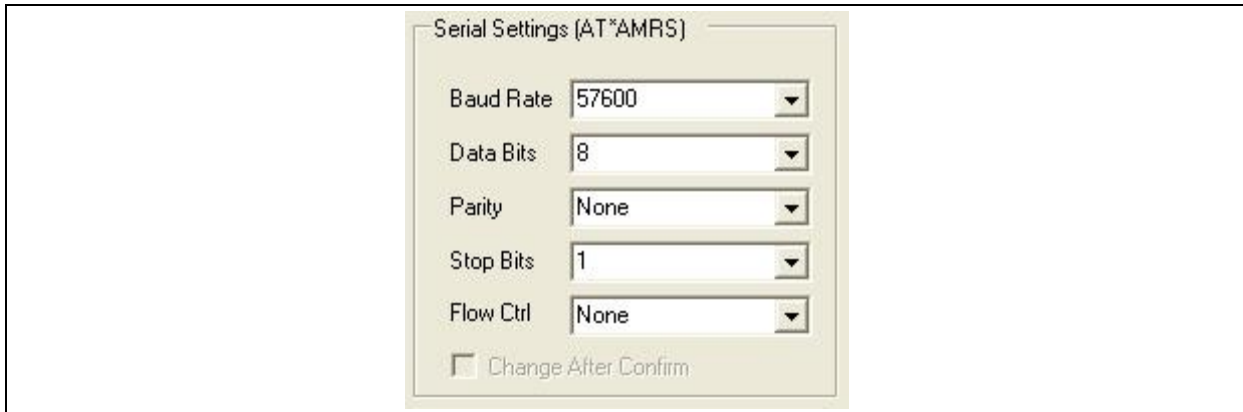 Serial Settings (AT*AMRS)
Baud Rate 57600
Data Bits 8
Parity None
Stop Bits 1
Flow Ctrl None
Change After Confirm